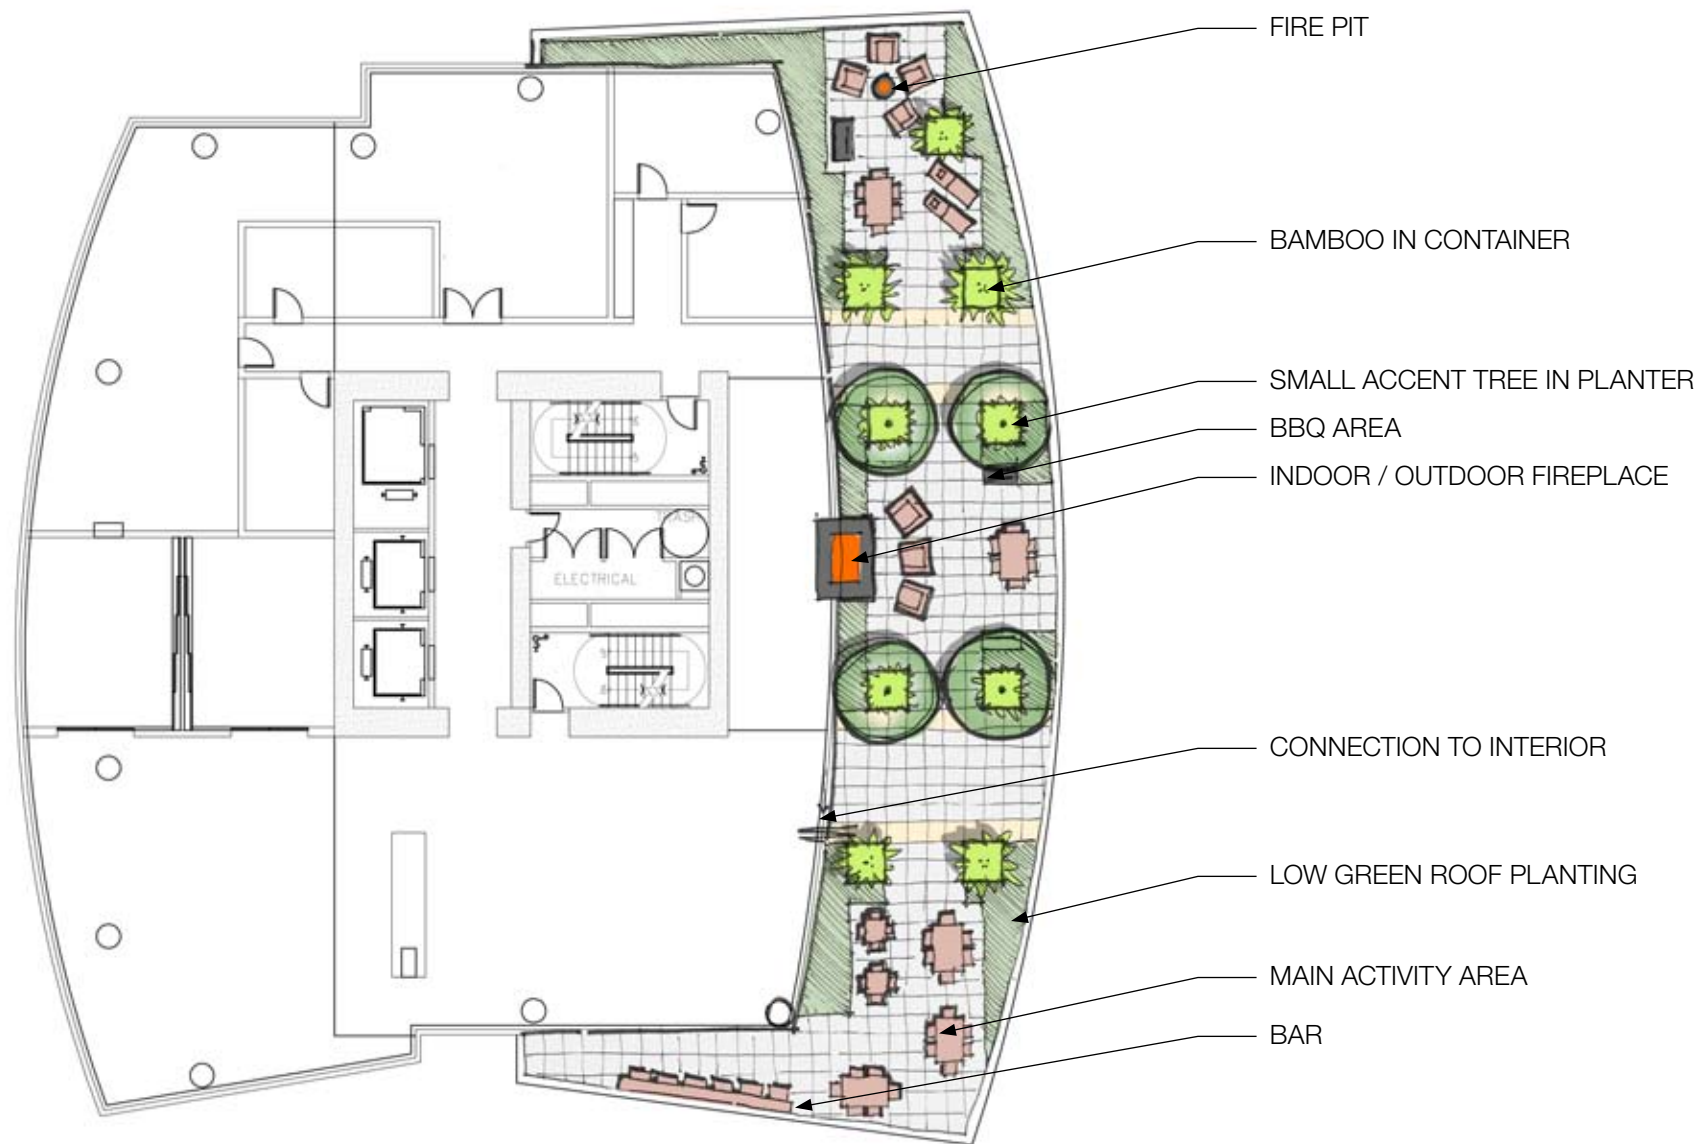 FIRE PIT
BAMBOO IN CONTAINER
SMALL ACCENT TREE IN PLANTER
BBQ AREA
INDOOR / OUTDOOR FIREPLACE
ELECTRICAL
CONNECTION TO INTERIOR
LOW GREEN ROOF PLANTING
MAIN ACTIVITY AREA
BAR